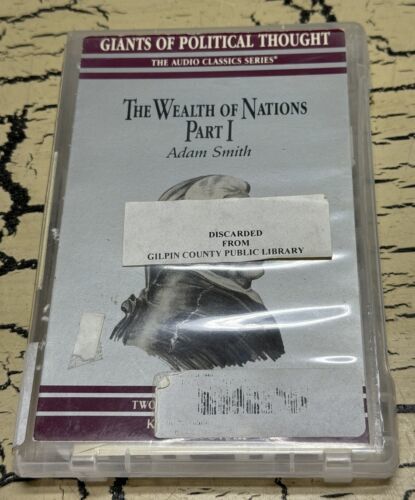 GIANTS OF POLITICAL THOUGHT
THE AUDIO CLASSICS SERIES®
THE WEALTH OF NATIONS
PART I
Adam Smith
DISCARDED
FROM
GILPIN COUNTY PUBLIC LIBRARY
TWO
K